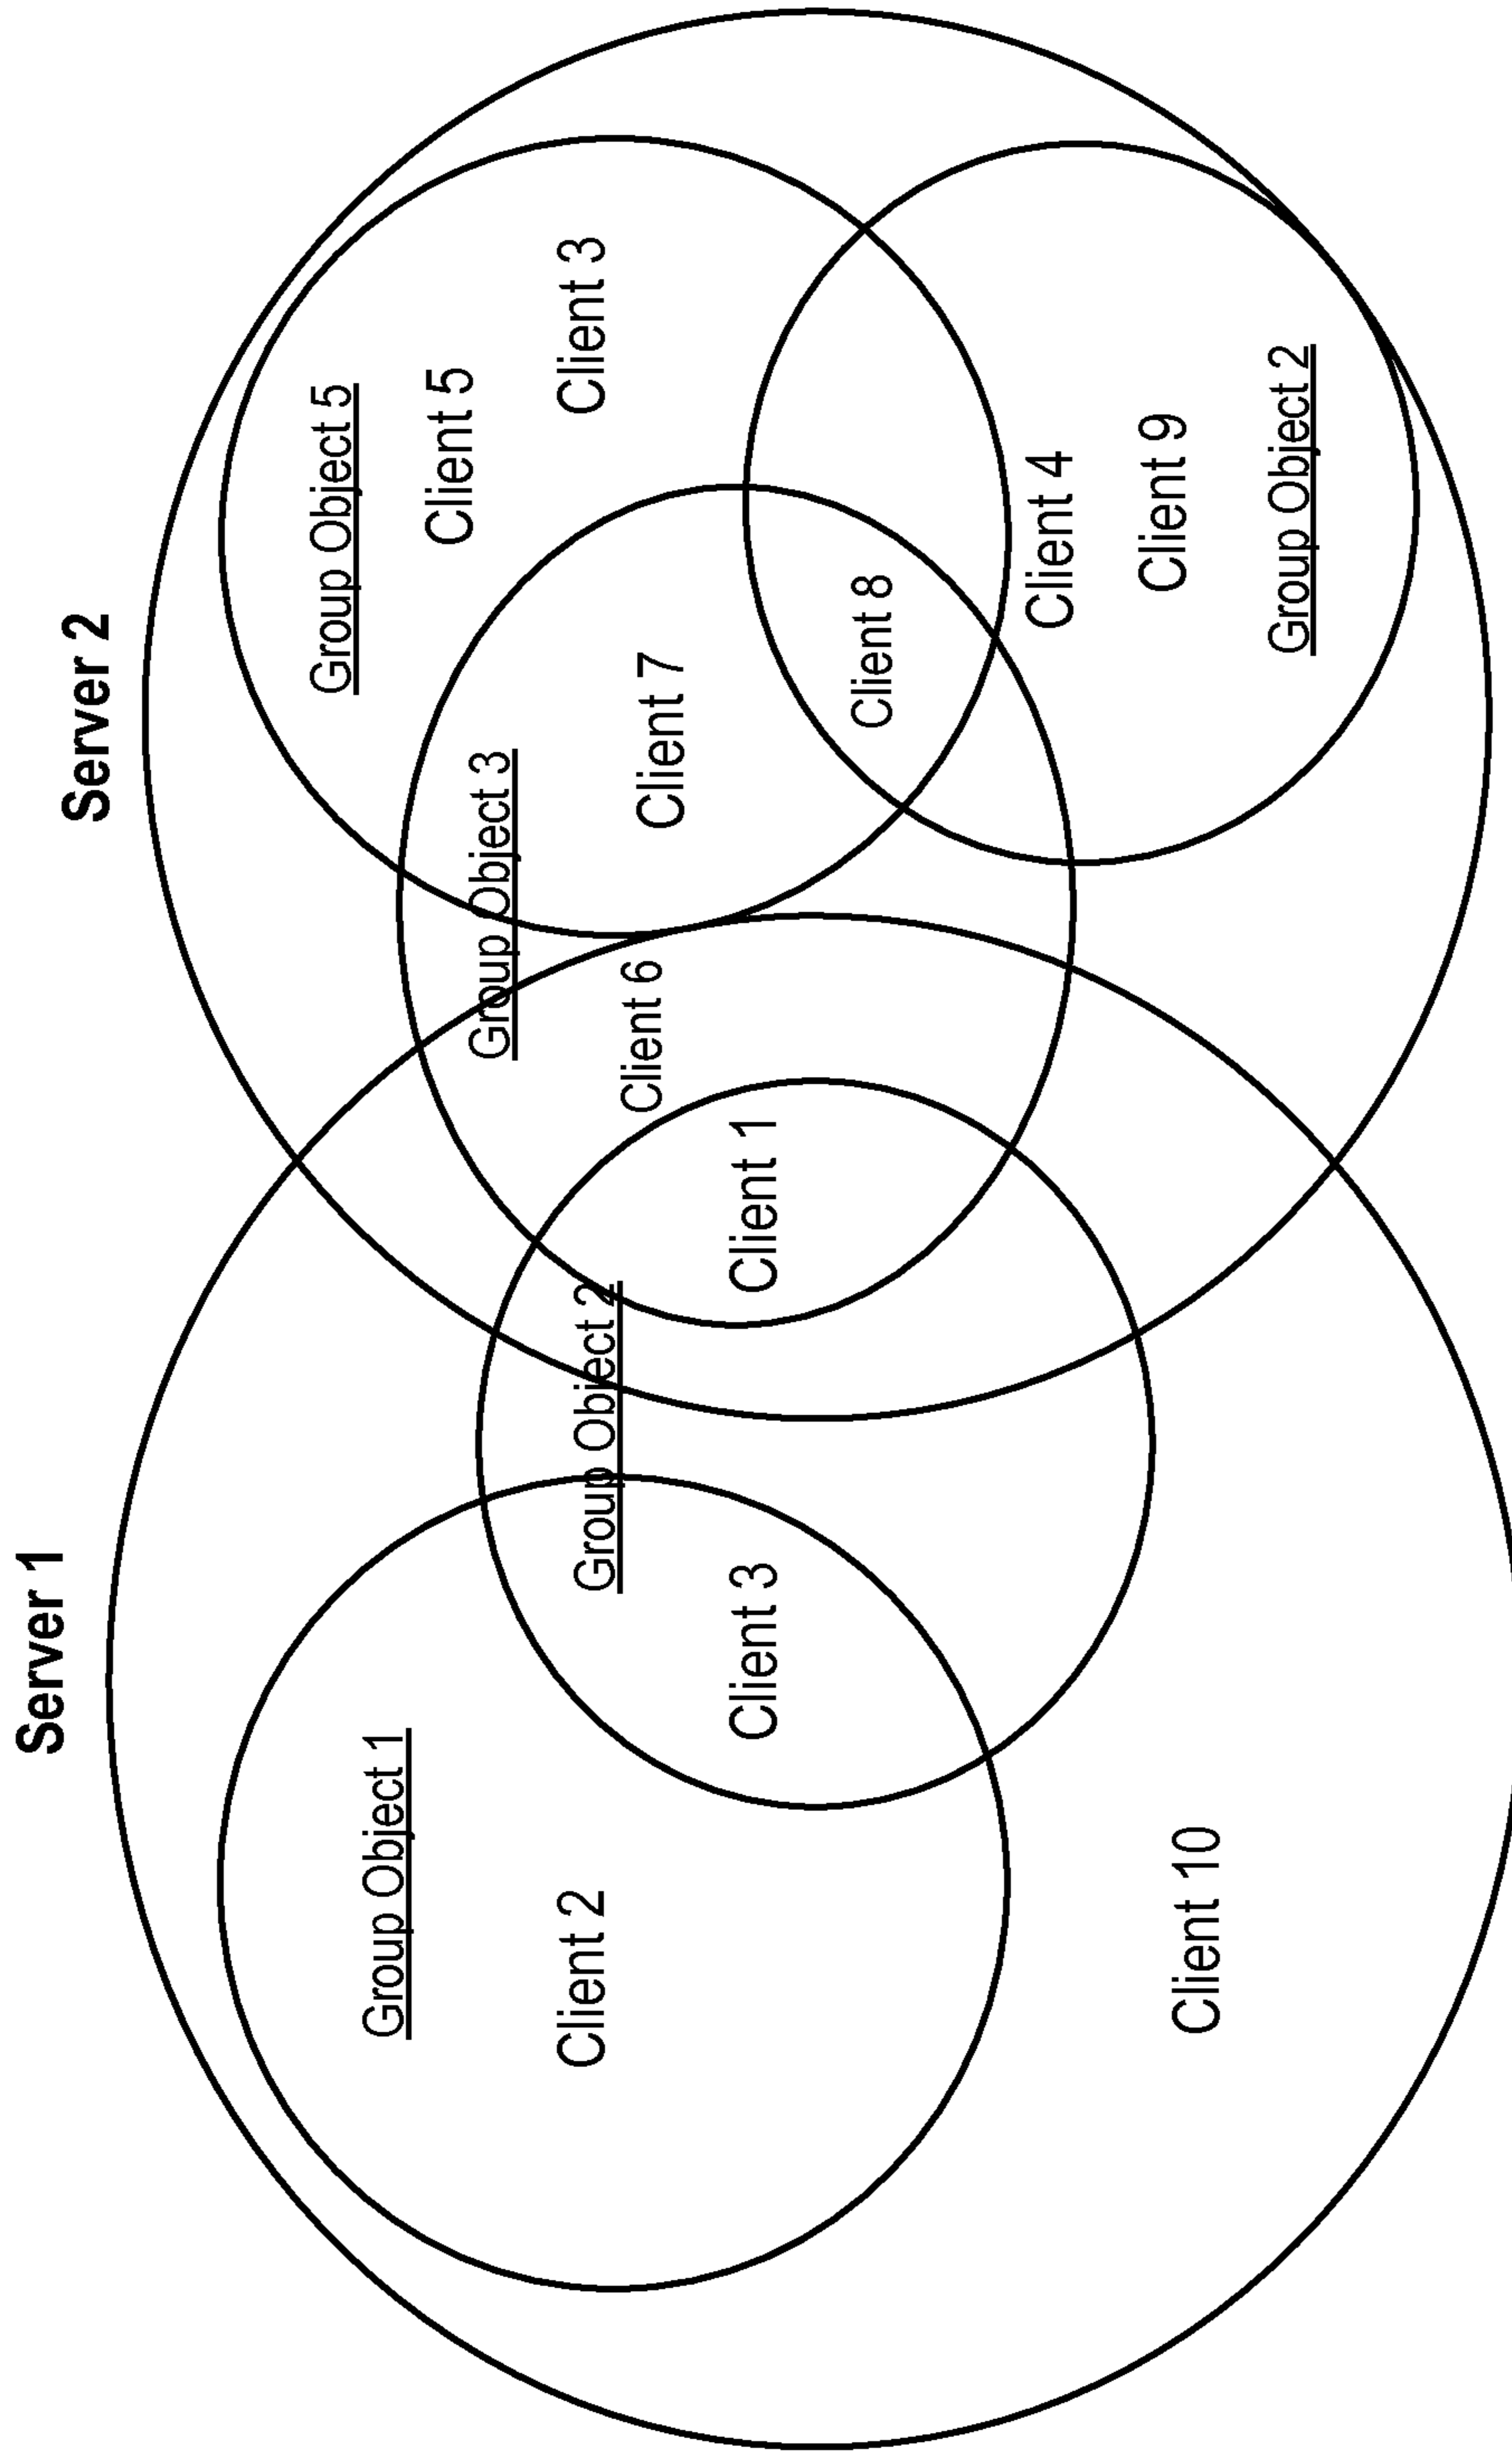 Server 1
Server 2
Group Object 1
Client 2
Client 3
Group Object 2
Client 1
Client 6
Group Object 3
Client 7
Group Object 5
Client 5
Client 3
Client 8
Client 4
Client 9
Group Object 2
Client 10